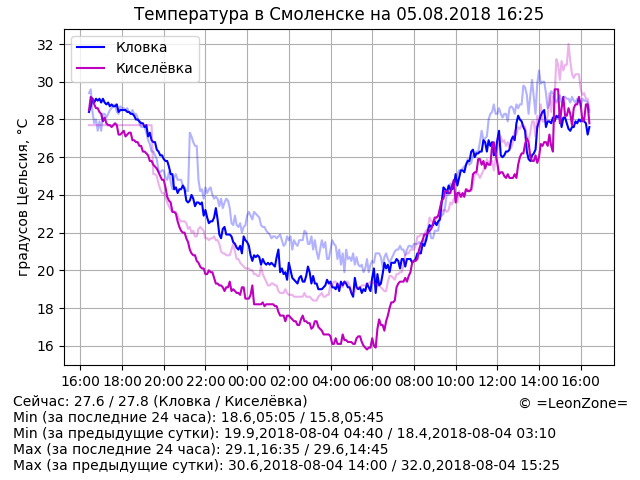 Температура в Смоленске на 05.08.2018 16:25
Кловка
Киселёвка
градусов Цельсия, °C
32
30
28
26
24
22
20
18
16
16:00 18:00 20:00 22:00 00:00 02:00 04:00 06:00 08:00 10:00 12:00 14:00 16:00
Сейчас: 27.6 / 27.8 (Кловка / Киселёвка)
© =LeonZone=
Min (за последние 24 часа): 18.6,05:05 / 15.8,05:45
Min (за предыдущие сутки): 19.9,2018-08-04 04:40 / 18.4,2018-08-04 03:10
Max (за последние 24 часа): 29.1,16:35 / 29.6,14:45
Max (за предыдущие сутки): 30.6,2018-08-04 14:00 / 32.0,2018-08-04 15:25